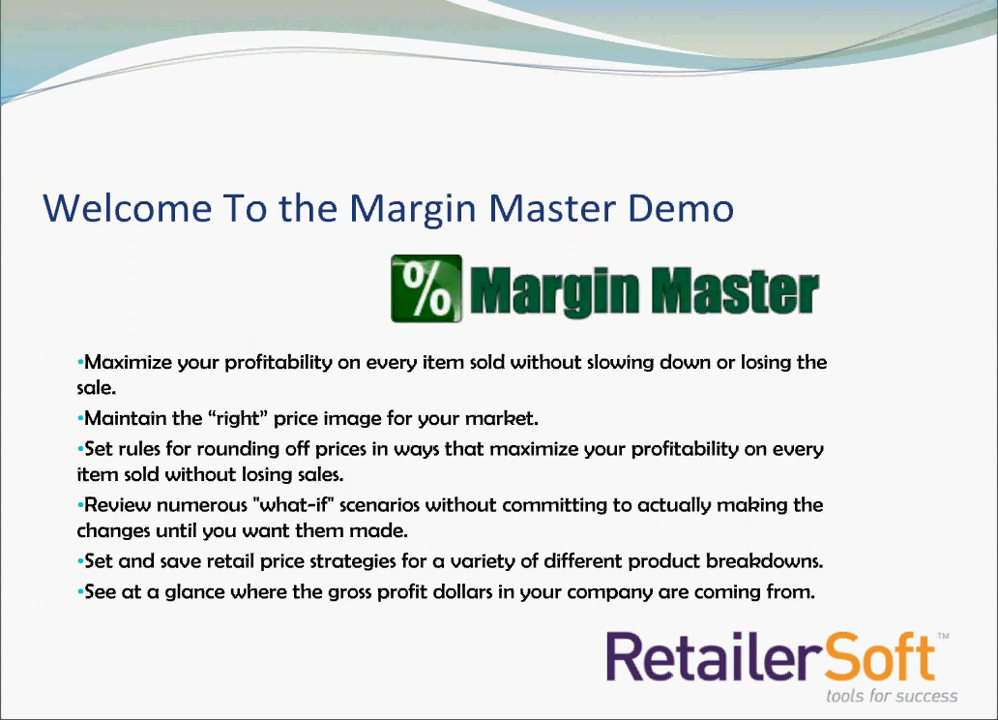 Welcome To the Margin Master Demo
% Margin Master
•Maximize your profitability on every item sold without slowing down or losing the
sale.
•Maintain the “right” price image for your market.
•Set rules for rounding off prices in ways that maximize your profitability on every
item sold without losing sales.
•Review numerous "what-if" scenarios without committing to actually making the
changes until you want them made.
•Set and save retail price strategies for a variety of different product breakdowns.
•See at a glance where the gross profit dollars in your company are coming from.
RetailerSoft™
tools for success